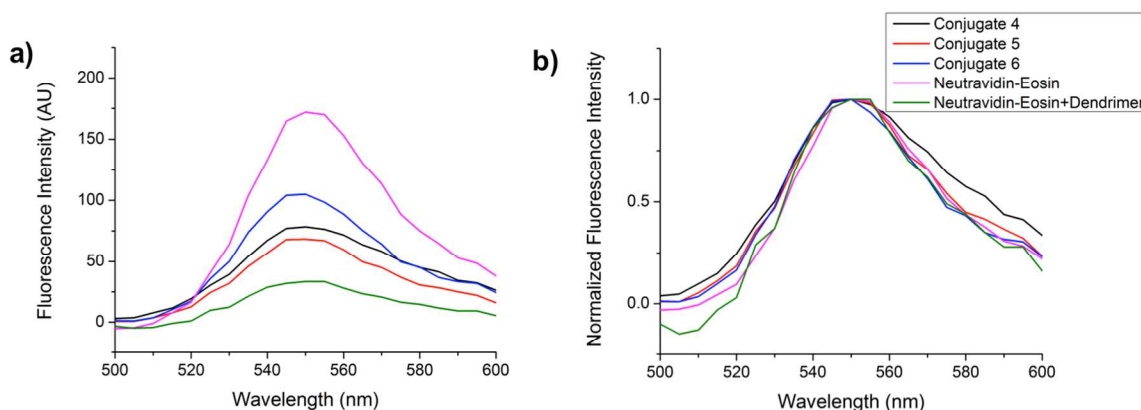 a)
Fluorescence Intensity (AU)
200
150
100
50
0
500 520 540 560 580 600
Wavelength (nm)
b)
Normalized Fluorescence Intensity
1.0
0.5
0.0
500 520 540 560 580 600
Wavelength (nm)
Conjugate 4
Conjugate 5
Conjugate 6
Neutravidin-Eosin
Neutravidin-Eosin+Dendrimer